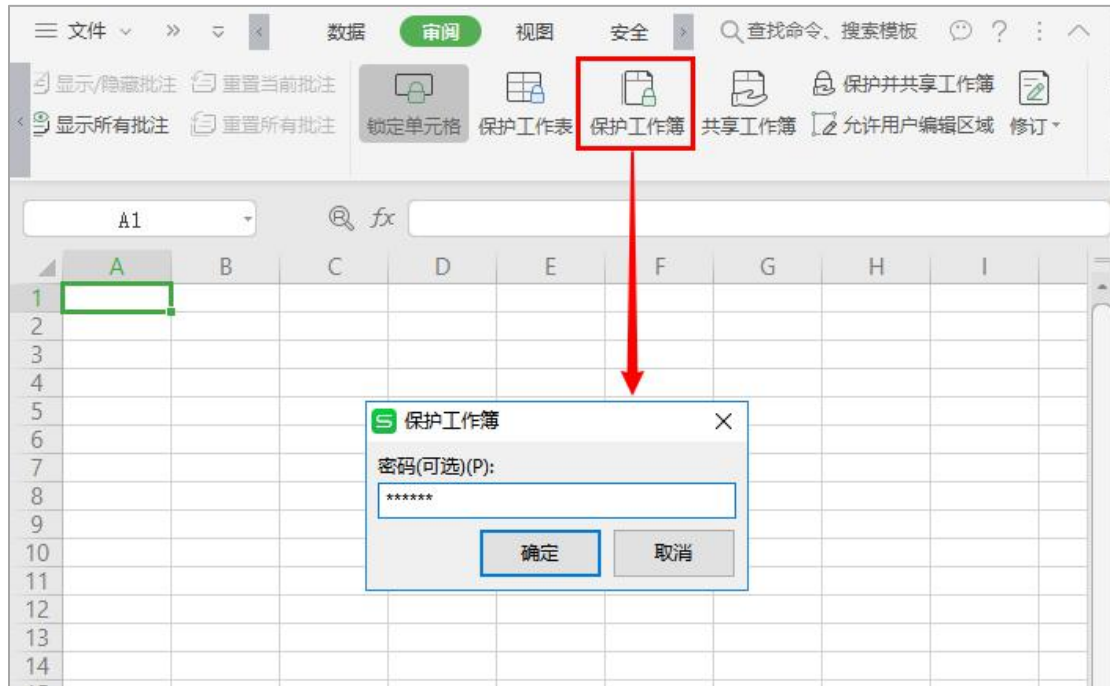 文件 数据 审阅 视图 安全 查找命令、搜索模板 ?
显示/隐藏批注 重置当前批注 保护并共享工作簿
显示所有批注 重置所有批注 锁定单元格 保护工作表 保护工作簿 共享工作簿 允许用户编辑区域 修订
A1 fx
A B C D E F G H I
1
2
3
4
5
保护工作簿
6
7
密码(可选)(P):
8
******
9
10
确定 取消
11
12
13
14